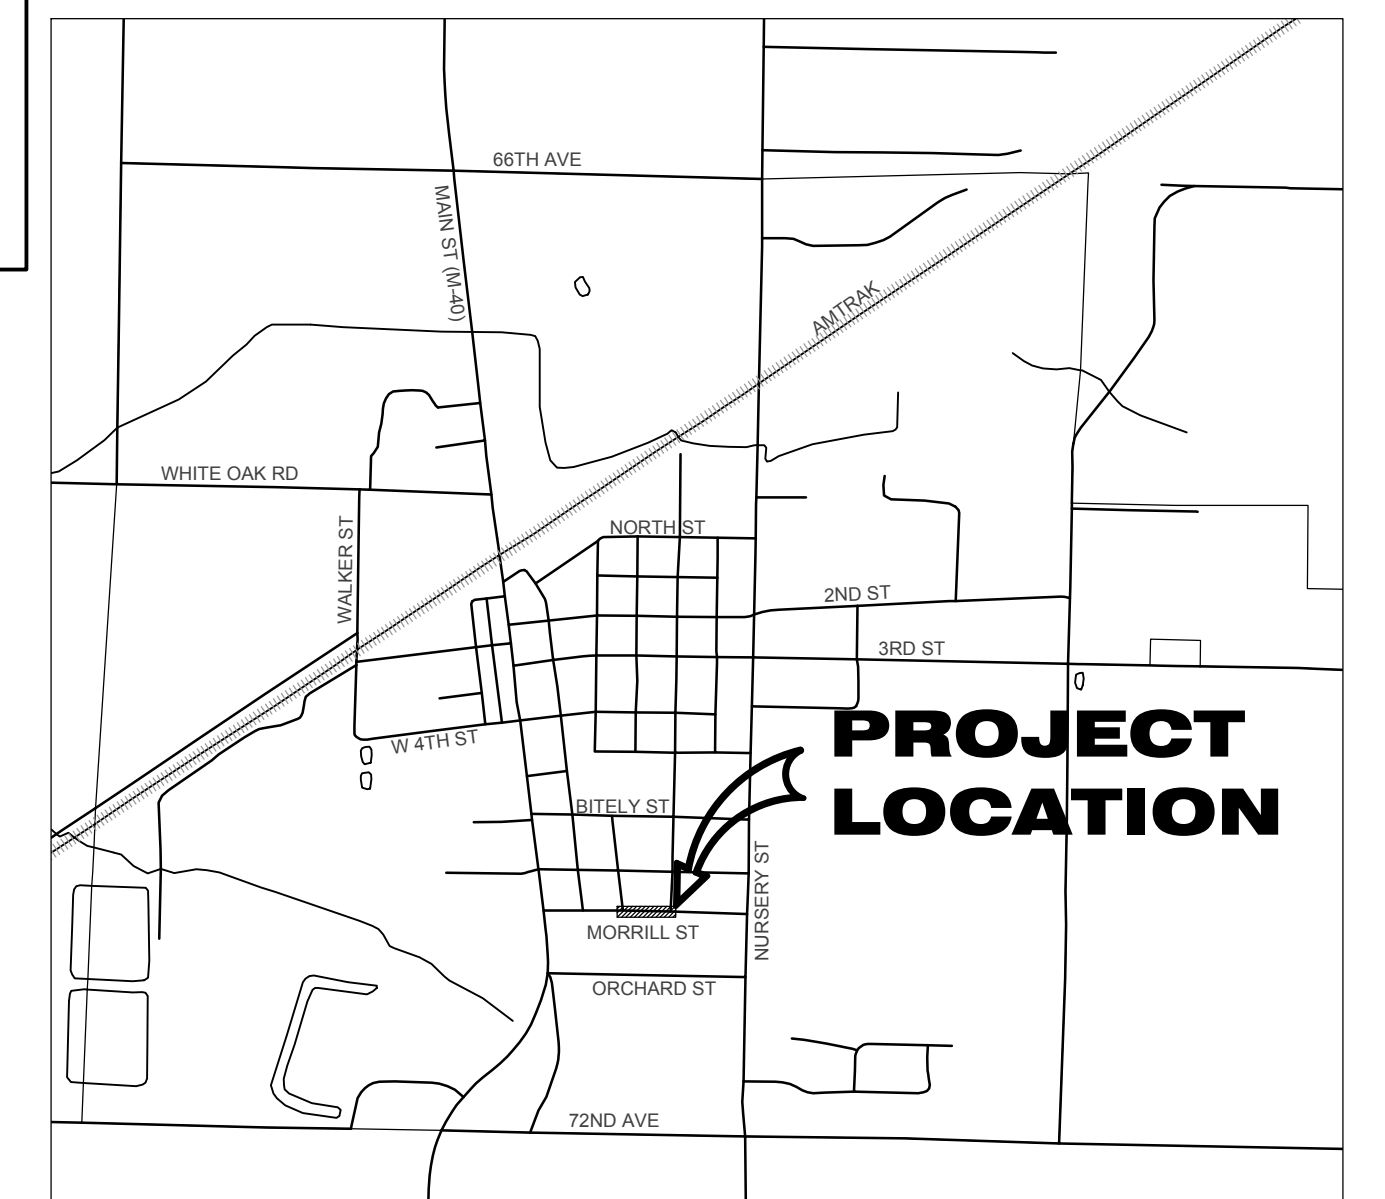 66TH AVE
MAIN ST (M-40)
AMTRAK
WHITE OAK RD
WALKER ST
NORTH ST
2ND ST
3RD ST
W 4TH ST
PROJECT
LOCATION
BITELY ST
NURSERY ST
MORRILL ST
ORCHARD ST
72ND AVE